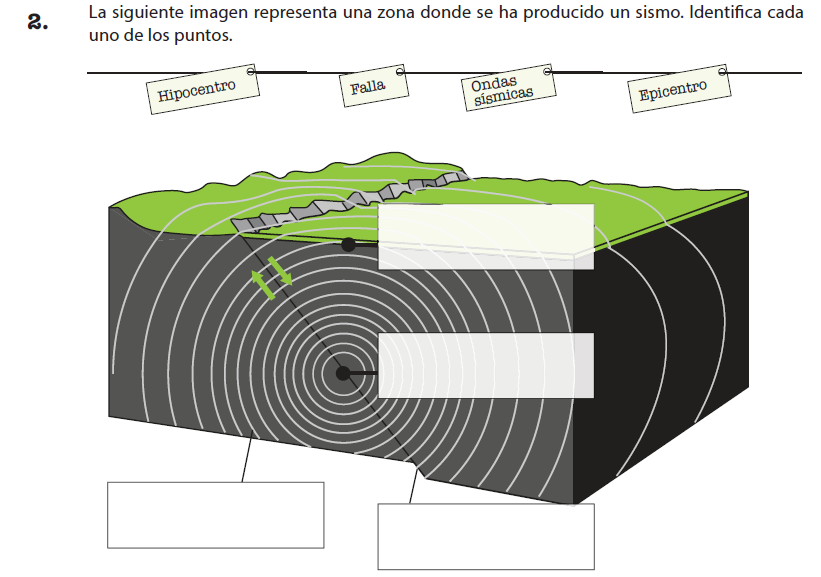 2.
La siguiente imagen representa una zona donde se ha producido un sismo. Identifica cada
uno de los puntos.
Hipocentro
Falla
Ondas
sísmicas
Epicentro